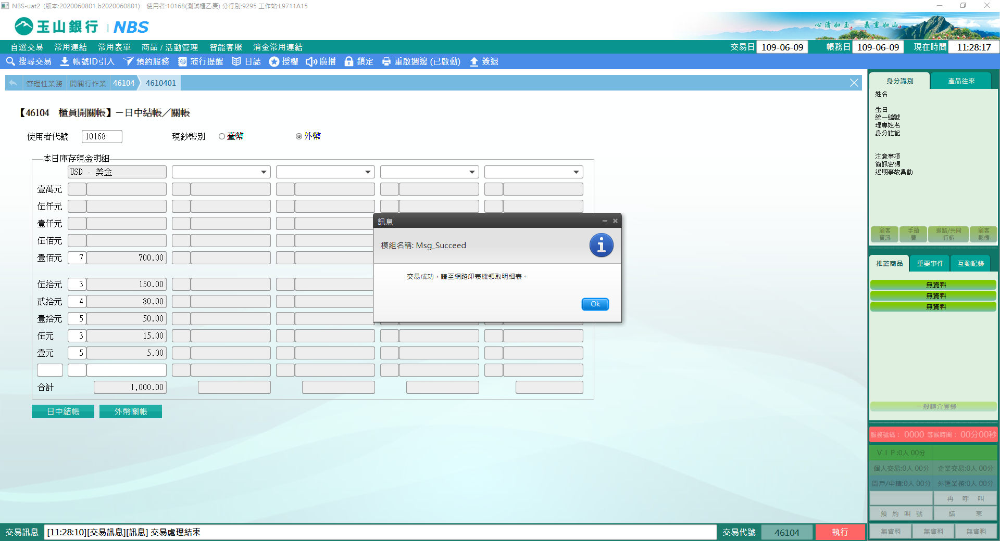 NBS-uat2 (版本:2020060801.b2020060801) 使用者:10168(測試櫃乙庚) 分行別:9295 工作站:L9711A15
玉山銀行 | NBS
心清如玉。義重如山。
自選交易 常用連結 常用表單 商品 / 活動管理 智能客服 消金常用連結 交易日 109-06-09 帳務日 109-06-09 現在時間 11:28:17
搜尋交易 帳號ID引入 預約服務 蒞行提醒 日誌 授權 廣播 鎖定 重啟週邊 (已啟動) 簽退
管理性業務 開關行作業 46104 4610401
【46104 櫃員開關帳】－日中結帳／關帳
使用者代號 10168 現鈔幣別 臺幣 外幣
本日庫存現金明細
USD - 美金
壹萬元
伍仟元
壹仟元
伍佰元
壹佰元 7 700.00
伍拾元 3 150.00
貳拾元 4 80.00
壹拾元 5 50.00
伍元 3 15.00
壹元 5 5.00
合計 1,000.00
日中結帳 外幣關帳
訊息
模組名稱: Msg_Succeed
交易成功，請至網路印表機領取明細表。
Ok
身分識別 產品往來
姓名
生日
統一編號
理專姓名
身分註記
注意事項
簡訊密碼
近期事故異動
顧客資訊 手續費 通路/共同行銷 顧客影像
推薦商品 重要事件 互動記錄
無資料
無資料
無資料
一般轉介登錄
服務號碼： 0000 等候時間： 00分00秒
ＶＩＰ:0人 00分
個人交易:0人 00分 企業交易:0人 00分
開戶/申請:0人 00分 外匯業務:0人 00分
再 呼 叫
預 約 叫 號 結 束
無資料 無資料 無資料
交易訊息 [11:28:10][交易訊息][訊息] 交易處理結束 交易代號 46104 執行